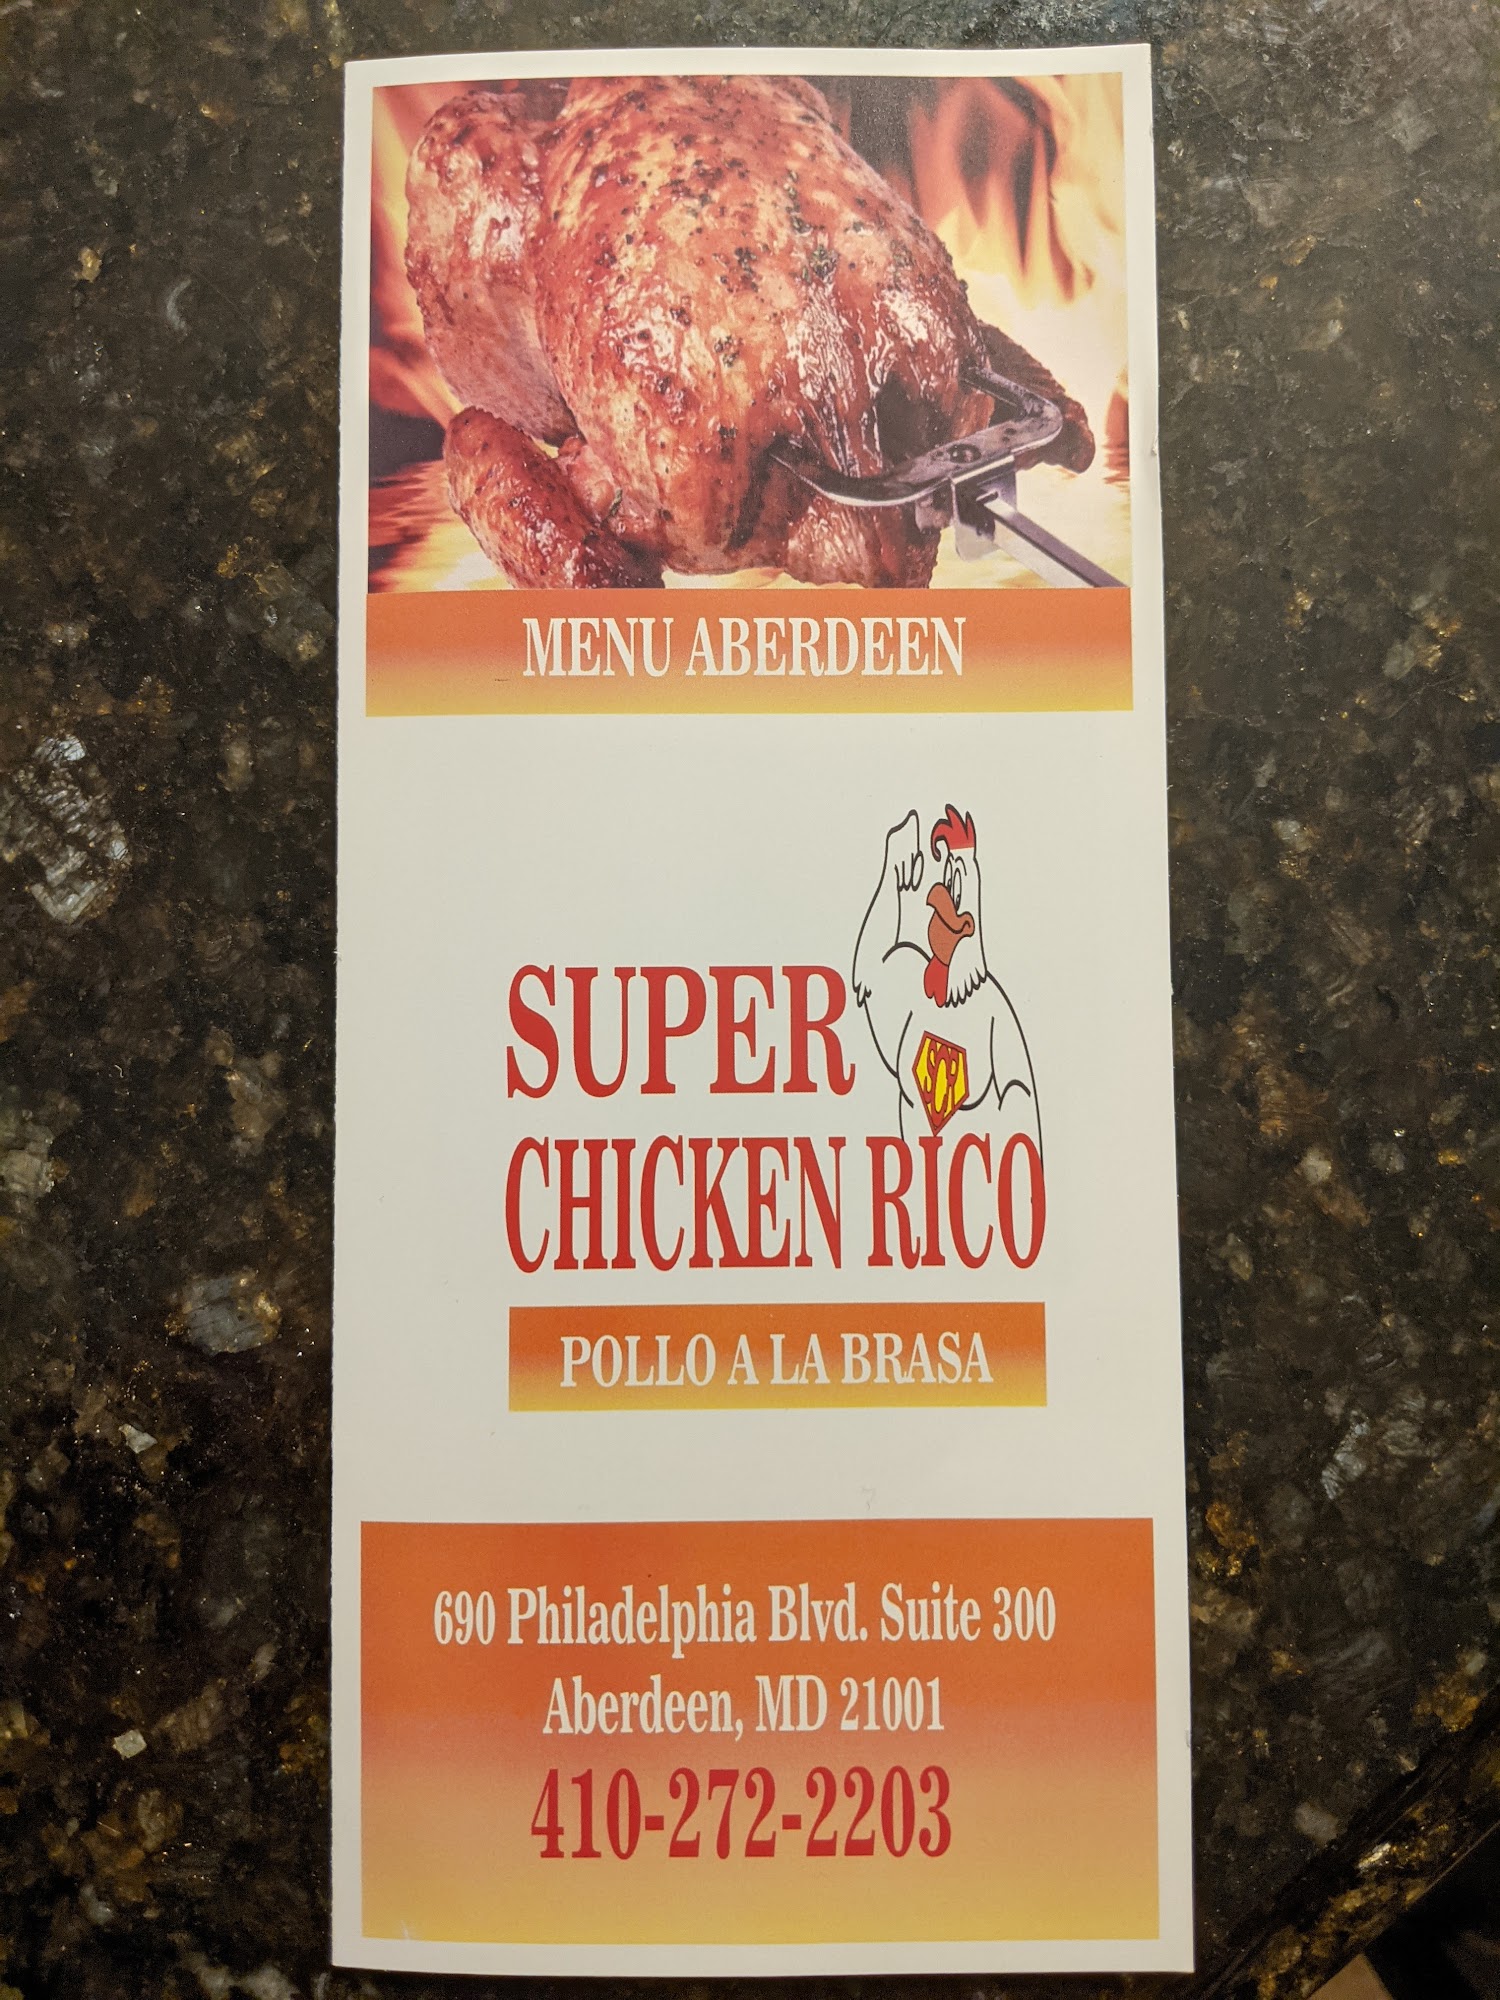 MENU ABERDEEN
SUPER
SCR
CHICKEN RICO
POLLO A LA BRASA
690 Philadelphia Blvd. Suite 300
Aberdeen, MD 21001
410-272-2203